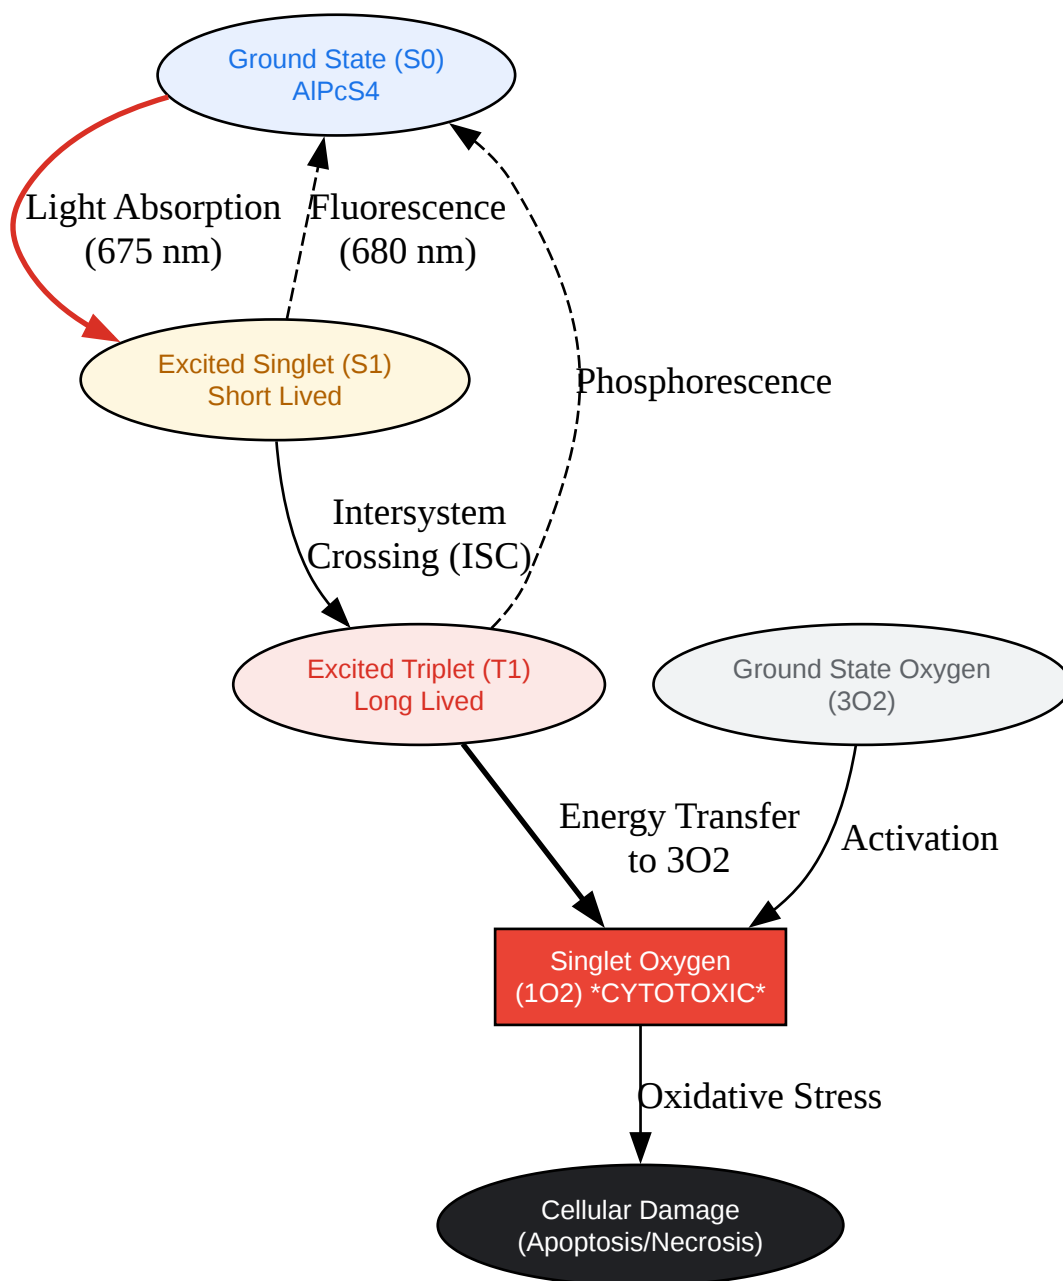 Ground State (S0)
AlPcS4
Light Absorption
(675 nm)
Fluorescence
(680 nm)
Excited Singlet (S1)
Short Lived
Phosphorescence
Intersystem
Crossing (ISC)
Excited Triplet (T1)
Long Lived
Ground State Oxygen
(3O2)
Energy Transfer
to 3O2
Activation
Singlet Oxygen
(1O2) *CYTOTOXIC*
Oxidative Stress
Cellular Damage
(Apoptosis/Necrosis)